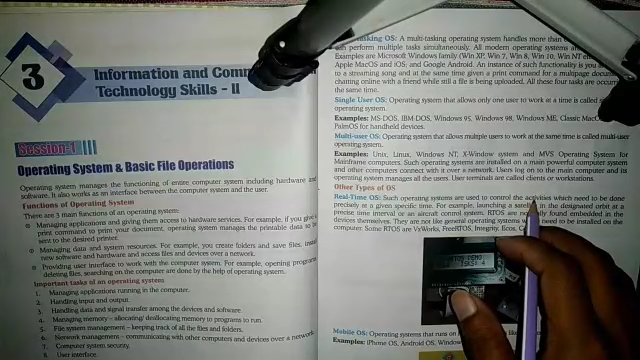 3
Information and Com
Technology Skills - II
Session-1
Operating System & Basic File Operations
Operating system manages the functioning of entire computer system including hardware and
software. It also works as an interface between the computer system and the user.
Functions of Operating System
There are 3 main functions of an operating system:
Managing applications and giving them access to hardware services. For example, if you give a
print command to print your document, operating system manages the printable data to be
sent to the desired printer.
Managing data and system resources. For example, you create folders and save files, install
new software and hardware and access files and devices over a network.
Providing user interface to work with the computer system. For example, opening programs,
deleting files, searching on the computer are done by the help of operating system.
Important tasks of an operating system
1. Managing applications running in the computer.
2. Handling input and output.
3. Handling data and signal transfer among the devices and software
4. Managing memory - allocating/ deallocating memory to programs to run.
5. File system management - keeping track of all the files and folders.
6. Network management - communicating with other computers and devices over a network
7. Computer system security.
8. User interface.
asking OS: A multi-tasking operating system handles more than
can perform multiple tasks simultaneously. All modern operating systems are
Examples are Microsoft Windows family (Win XP, Win 7, Win 8, Win 10, Win NT
Apple MacOS and iOS, and Google Android. An instance of such functionality is you
to a streaming song and at the same time given a print command for a multipage docum
chatting with a friend while still a file is being uploaded. All these four tasks are occur
the same time.
Single User OS: Operating system that allows only one user to work at a time is called
operating system.
Examples: MS-DOS, IBM-DOS, Windows 95, Windows 98, Windows ME, Classic MacO
PalmOS for handheld devices.
Multi-user OS: Operating system that allows multiple users to work at the same time is called multi-user
operating system.
Examples: Unix, Linux, Windows NT, X-Window system and MVS Operating System for
Mainframe computers. Such operating systems are installed on a main powerful computer system
and other computers connect with it over a network. Users log on to the main computer and its
operating system manages all the users. User terminals are called clients or workstations.
Other Types of OS
Real-Time OS: Such operating systems are used to control the activities which need to be done
precisely at a given specific time. For example, launching a satellite in the designated orbit at a
precise time interval or an aircraft control system. RTOS are found embedded in the
devices themselves. They are not like general operating systems need to be installed on the
computer. Some RTOS are VxWorks, FreeRTOS, Integrity, Ecos,
Mobile OS: Operating systems that runs on
Examples: iPhone OS, Android OS, Window